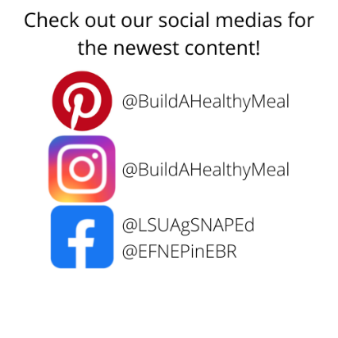 Check out our social medias for
the newest content!
@BuildAHealthyMeal
@BuildAHealthyMeal
@LSUAgSNAPEd
@EFNEPinEBR